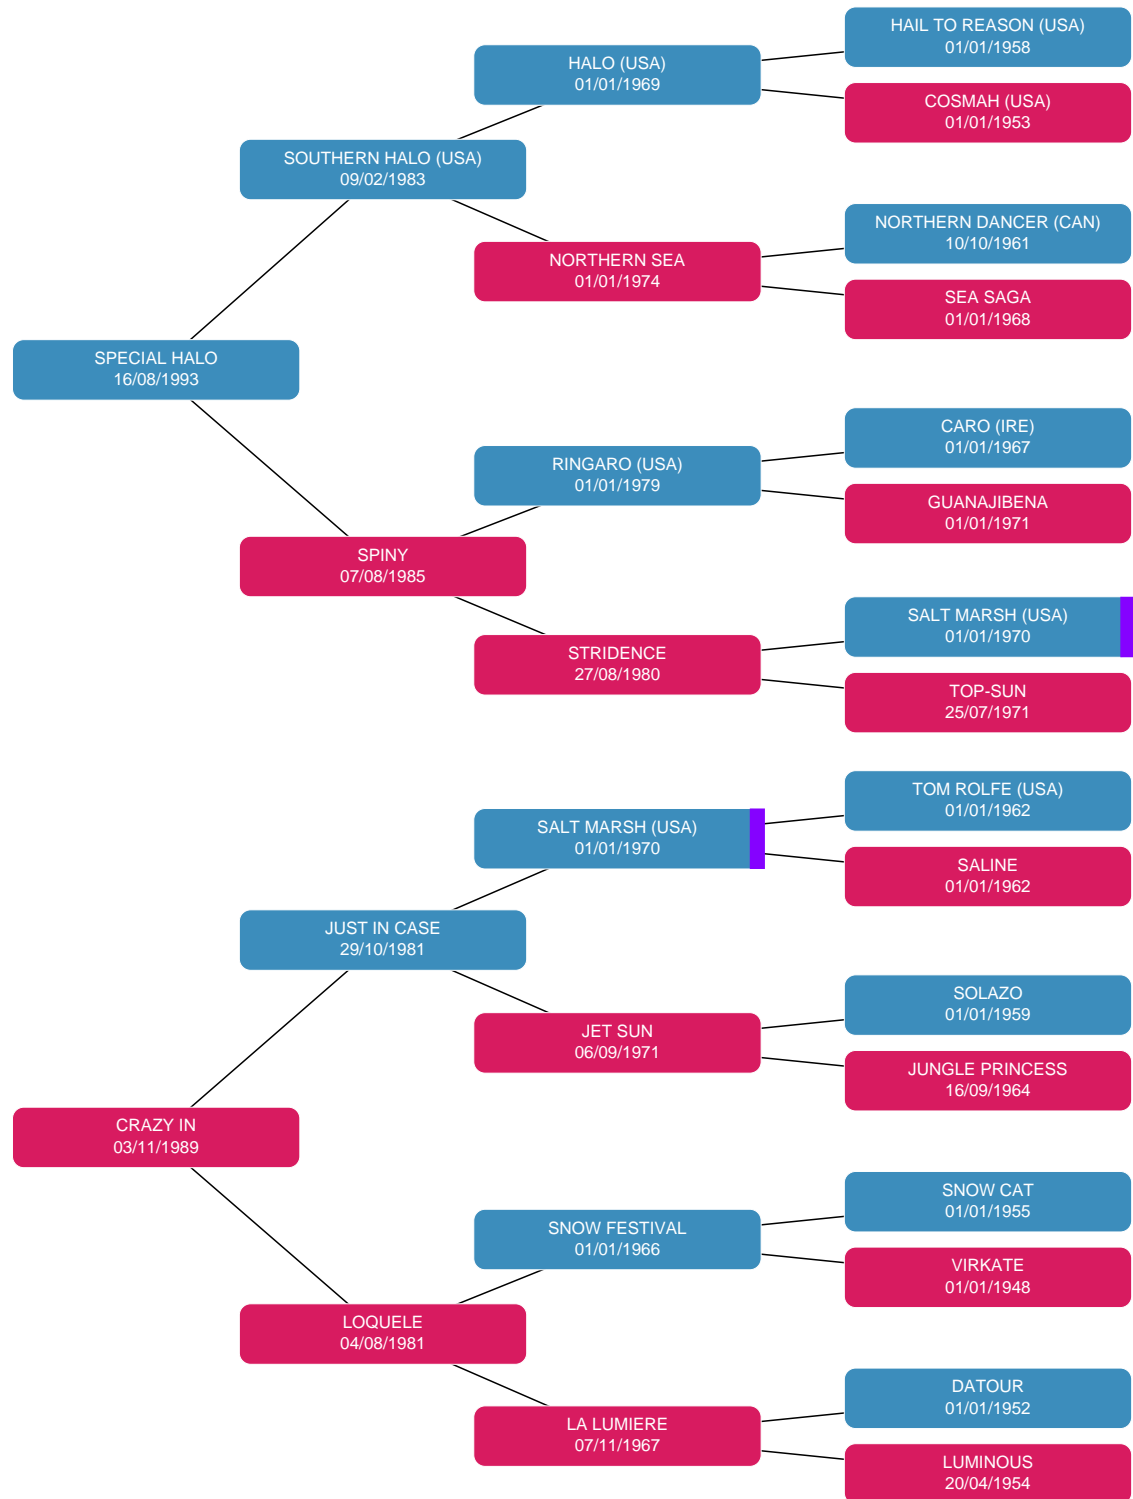 HAIL TO REASON (USA)
01/01/1958
HALO (USA)
01/01/1969
COSMAH (USA)
01/01/1953
SOUTHERN HALO (USA)
09/02/1983
NORTHERN DANCER (CAN)
10/10/1961
NORTHERN SEA
01/01/1974
SEA SAGA
01/01/1968
SPECIAL HALO
16/08/1993
CARO (IRE)
01/01/1967
RINGARO (USA)
01/01/1979
GUANAJIBENA
01/01/1971
SPINY
07/08/1985
SALT MARSH (USA)
01/01/1970
STRIDENCE
27/08/1980
TOP-SUN
25/07/1971
TOM ROLFE (USA)
01/01/1962
SALT MARSH (USA)
01/01/1970
SALINE
01/01/1962
JUST IN CASE
29/10/1981
SOLAZO
01/01/1959
JET SUN
06/09/1971
JUNGLE PRINCESS
16/09/1964
CRAZY IN
03/11/1989
SNOW CAT
01/01/1955
SNOW FESTIVAL
01/01/1966
VIRKATE
01/01/1948
LOQUELE
04/08/1981
DATOUR
01/01/1952
LA LUMIERE
07/11/1967
LUMINOUS
20/04/1954